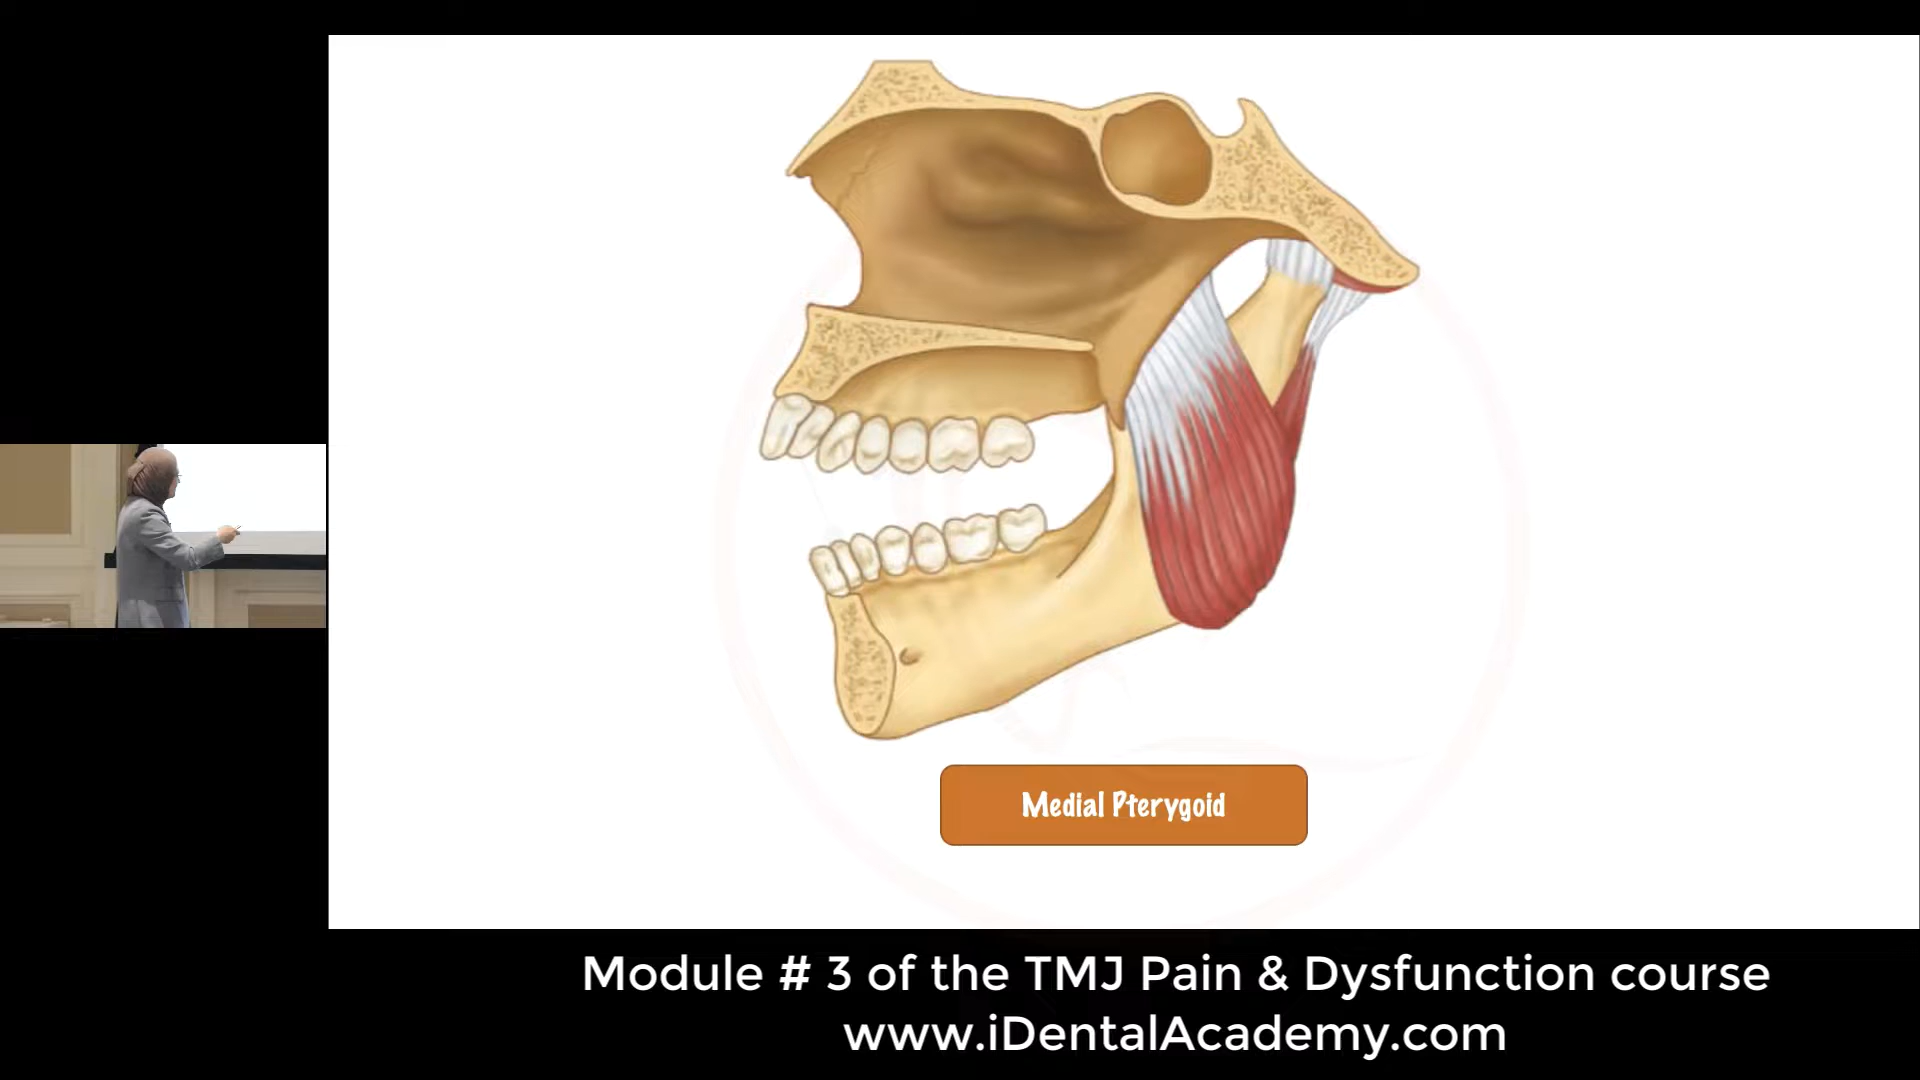 Medial Pterygoid
Module # 3 of the TMJ Pain & Dysfunction course
www.iDentalAcademy.com